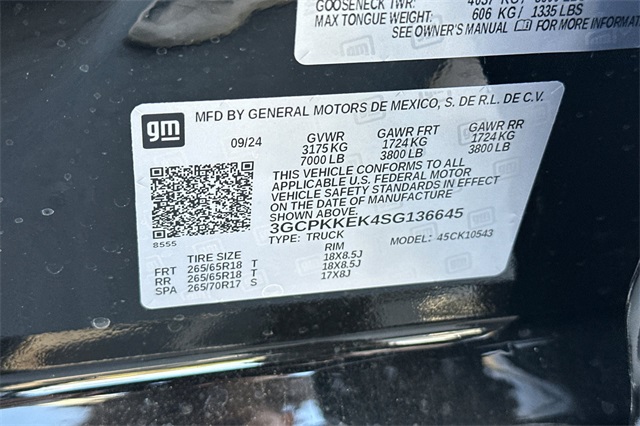 GOOSENECK TWR:
MAX TONGUE WEIGHT: 606 KG / 1335 LBS
SEE OWNER'S MANUAL FOR MORE
gm
MFD BY GENERAL MOTORS DE MEXICO, S. DE R.L. DE C.V.
09/24 GVWR GAWR FRT GAWR RR
3175 KG 1724 KG 1724 KG
7000 LB 3800 LB 3800 LB
THIS VEHICLE CONFORMS TO ALL
APPLICABLE U.S. FEDERAL MOTOR
VEHICLE SAFETY STANDARDS IN EFFECT
ON THE DATE OF MANUFACTURE
SHOWN ABOVE.
3GCPKKEK4SG136645
TYPE: TRUCK MODEL: 4SCK10543
8555
TIRE SIZE RIM
FRT 265/65R18 T 18X8.5J
RR 265/65R18 T 18X8.5J
SPA 265/70R17 S 17X8J